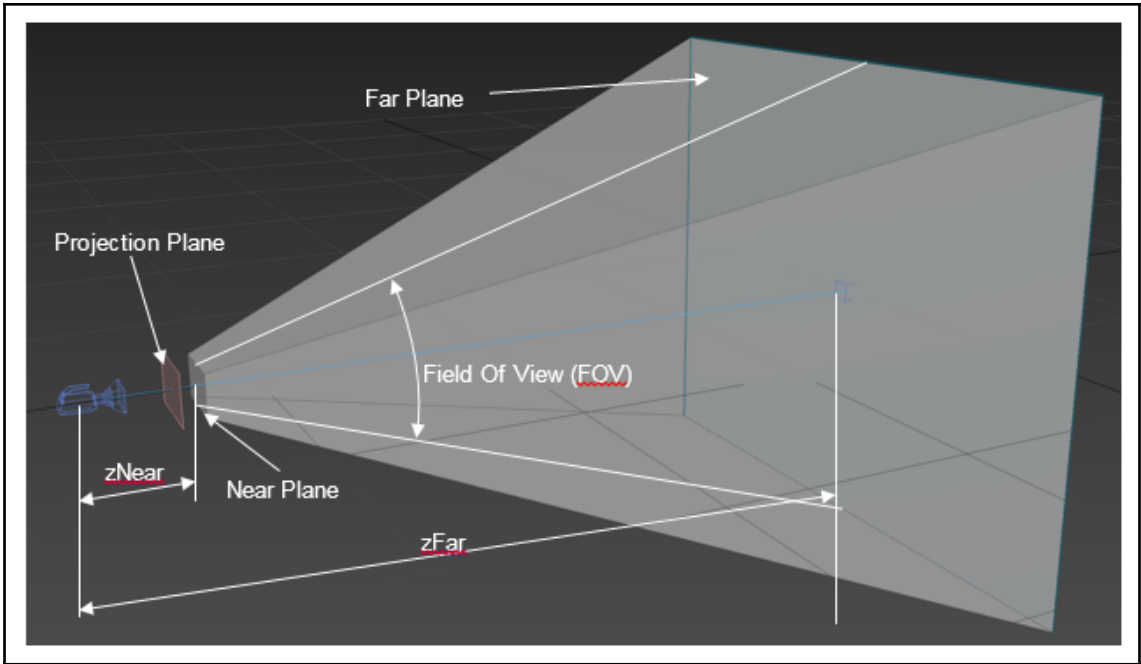 Far Plane
Projection Plane
Field Of View (FOV)
zNear
Near Plane
zFar